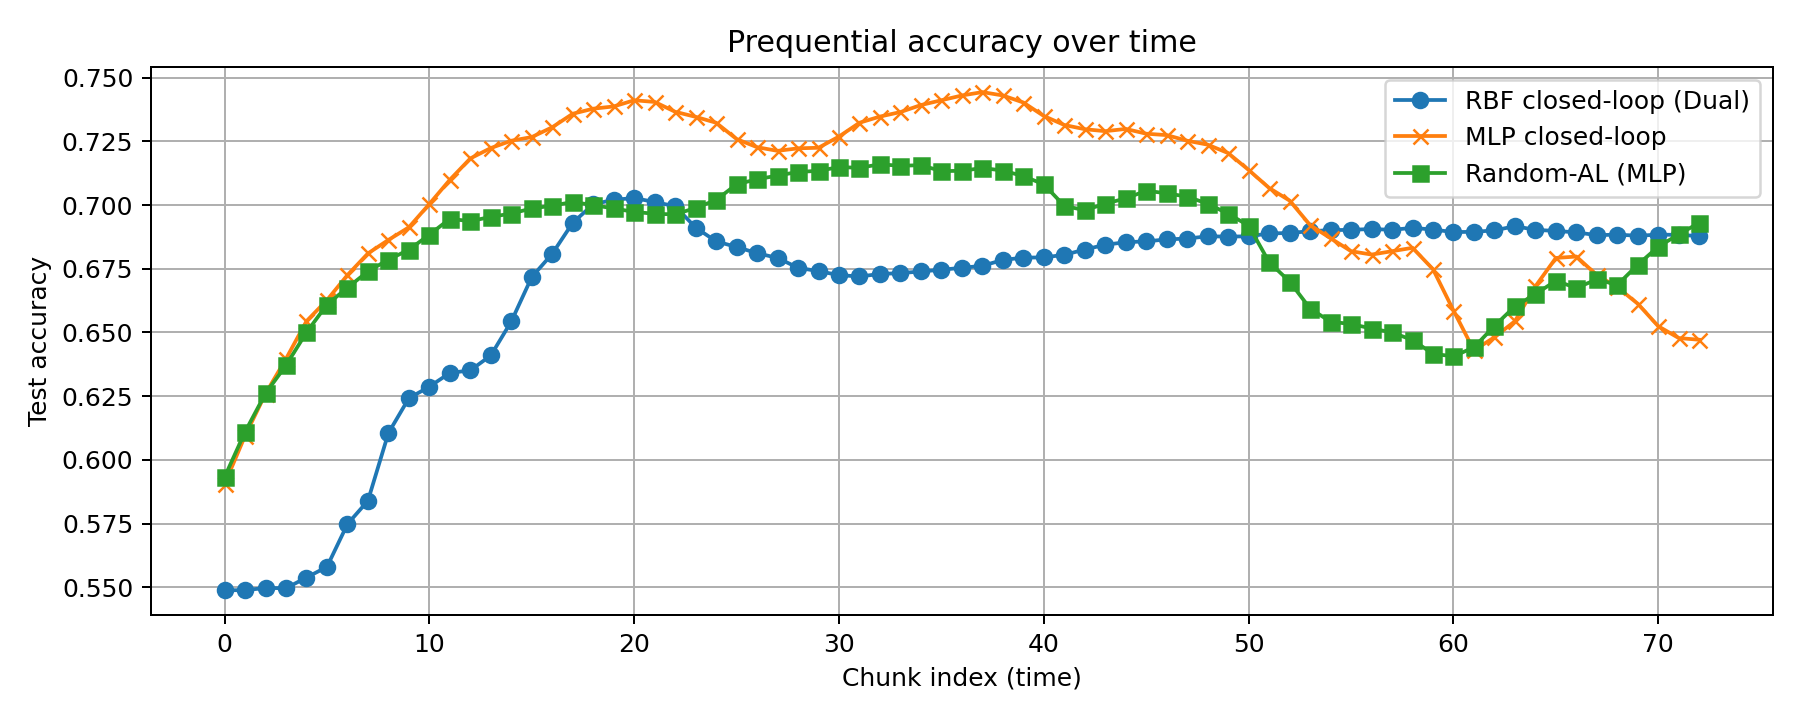 Prequential accuracy over time
RBF closed-loop (Dual)
MLP closed-loop
Random-AL (MLP)
Test accuracy
0.750
0.725
0.700
0.675
0.650
0.625
0.600
0.575
0.550
0
10
20
30
40
50
60
70
Chunk index (time)